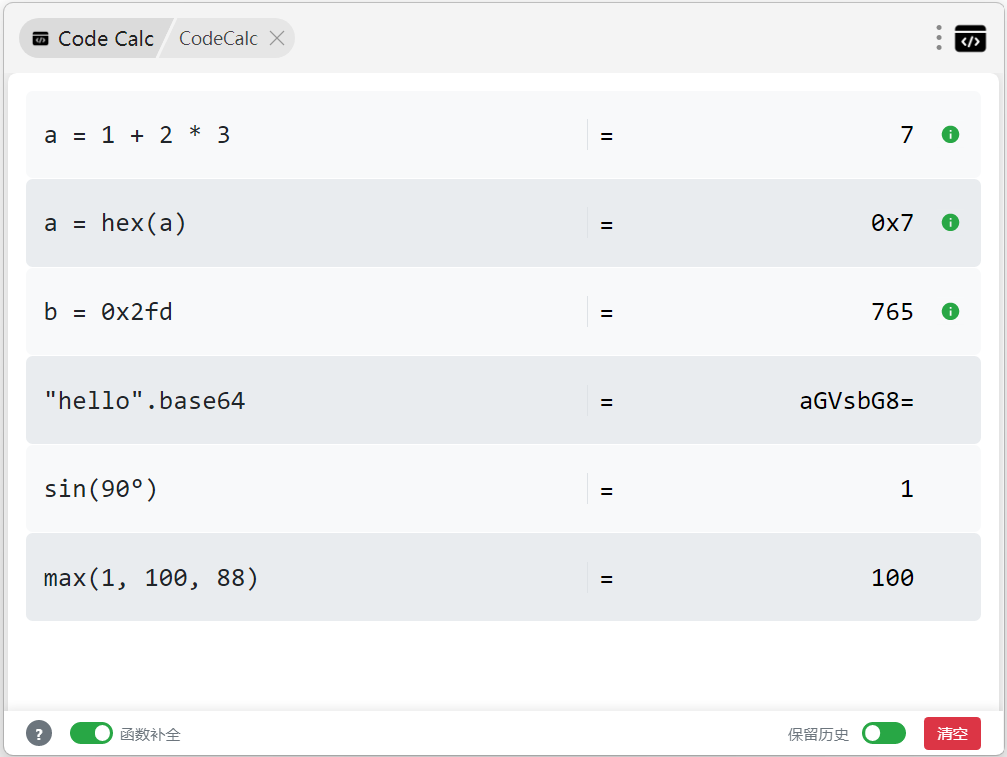 Code Calc CodeCalc
a = 1 + 2 * 3 = 7
a = hex(a) = 0x7
b = 0x2fd = 765
"hello".base64 = aGVsbG8=
sin(90°) = 1
max(1, 100, 88) = 100
? 函数补全 保留历史 清空